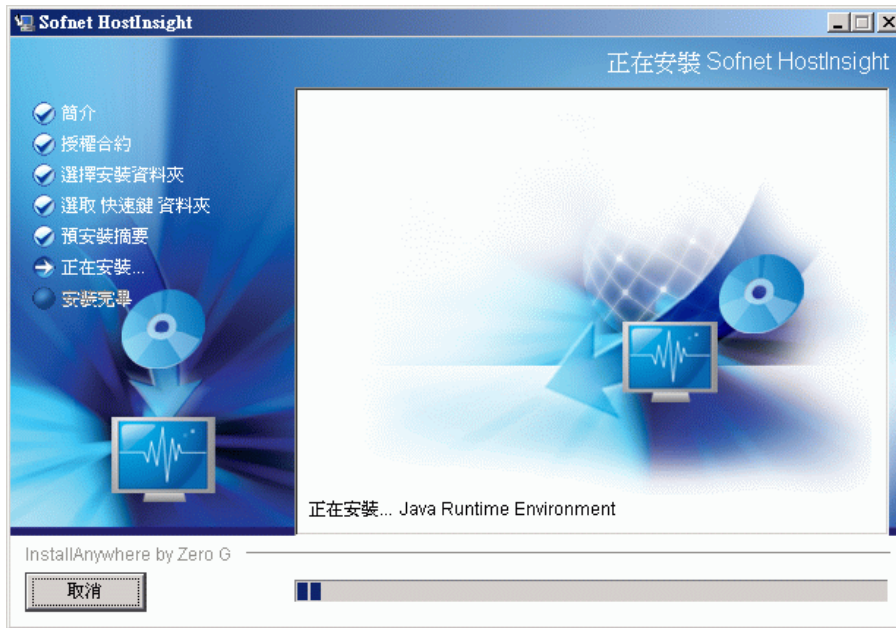 Sofnet HostInsight
正在安裝 Sofnet HostInsight
簡介
授權合約
選擇安裝資料夾
選取 快速鍵 資料夾
預安裝摘要
正在安裝...
安裝完畢
正在安裝... Java Runtime Environment
InstallAnywhere by Zero G
取消